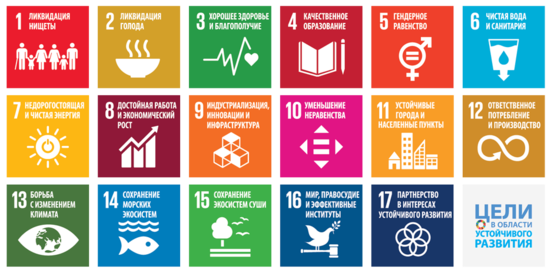 1 ЛИКВИДАЦИЯ
НИЩЕТЫ
2 ЛИКВИДАЦИЯ
ГОЛОДА
3 ХОРОШЕЕ ЗДОРОВЬЕ
И БЛАГОПОЛУЧИЕ
4 КАЧЕСТВЕННОЕ
ОБРАЗОВАНИЕ
5 ГЕНДЕРНОЕ
РАВЕНСТВО
6 ЧИСТАЯ ВОДА
И САНИТАРИЯ
7 НЕДОРОГОСТОЯЩАЯ
И ЧИСТАЯ ЭНЕРГИЯ
8 ДОСТОЙНАЯ РАБОТА
И ЭКОНОМИЧЕСКИЙ
РОСТ
9 ИНДУСТРИАЛИЗАЦИЯ,
ИННОВАЦИИ И
ИНФРАСТРУКТУРА
10 УМЕНЬШЕНИЕ
НЕРАВЕНСТВА
11 УСТОЙЧИВЫЕ
ГОРОДА И
НАСЕЛЕННЫЕ ПУНКТЫ
12 ОТВЕТСТВЕННОЕ
ПОТРЕБЛЕНИЕ
И ПРОИЗВОДСТВО
13 БОРЬБА
С ИЗМЕНЕНИЕМ
КЛИМАТА
14 СОХРАНЕНИЕ
МОРСКИХ
ЭКОСИСТЕМ
15 СОХРАНЕНИЕ
ЭКОСИСТЕМ СУШИ
16 МИР, ПРАВОСУДИЕ
И ЭФФЕКТИВНЫЕ
ИНСТИТУТЫ
17 ПАРТНЕРСТВО
В ИНТЕРЕСАХ
УСТОЙЧИВОГО РАЗВИТИЯ
ЦЕЛИ
В ОБЛАСТИ
УСТОЙЧИВОГО
РАЗВИТИЯ